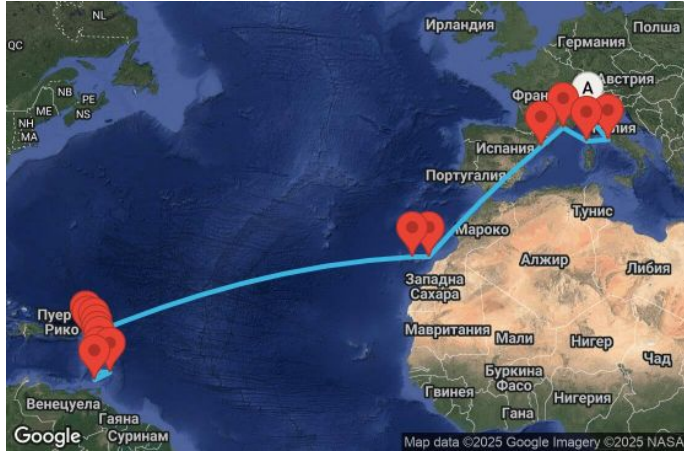 NL
QC
NB
PE
ME
NS
NH
MA
Ирландия
Полша
Германия
Австрия
A
Фран
лия
Испания
Португалия
Тунис
Мароко
Алжир
Либия
Западна
Сахара
Мавритания
Мали
Нигер
Чад
Буркина
Фасо
Гвинея
Гана
Нигерия
Пуер
Рико
Венецуела
Гаяна
Суринам
Google
Map data ©2025 Google Imagery ©2025 NASA